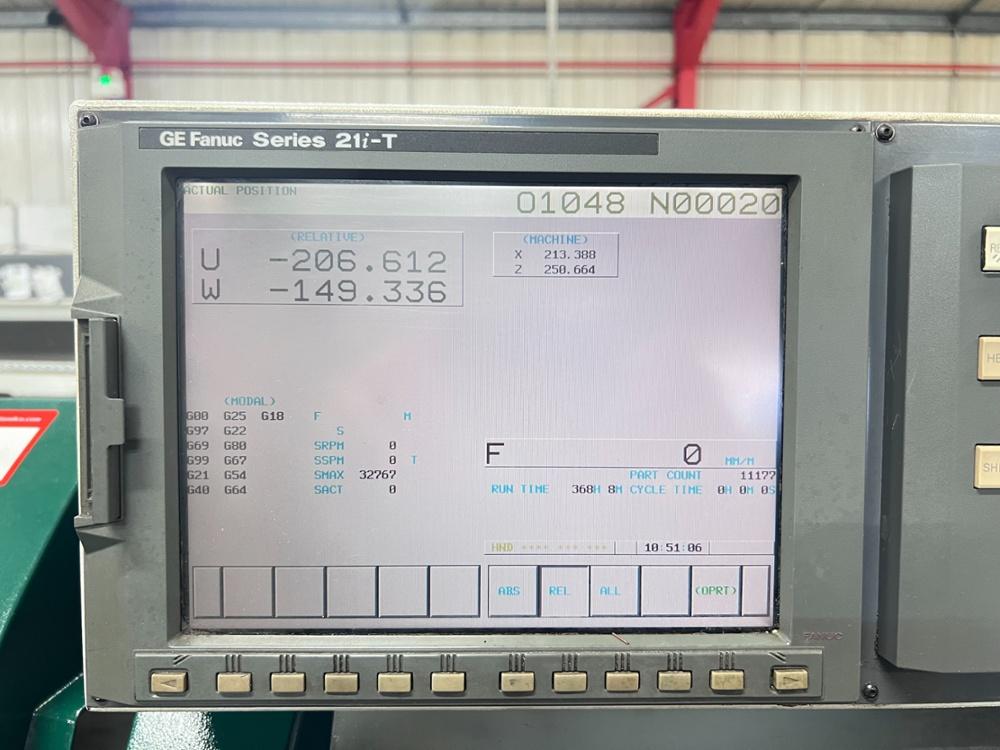 GE Fanuc Series 21i-T
ACTUAL POSITION
O1048 N00020
(RELATIVE)
U -206.612
W -149.336
(MACHINE)
X 213.388
Z 250.664
(MODAL)
G00 G25 G18 F M
G97 G22 S
G69 G80 SRPM 0
G99 G67 SSPM 0 T
G21 G54 SMAX 32767
G40 G64 SACT 0
F 0 MM/M
PART COUNT 11177
RUN TIME 368H 8M CYCLE TIME 0H 0M 0S
HND **** *** *** 10:51:06
ABS REL ALL (OPRT)
FANUC
HE